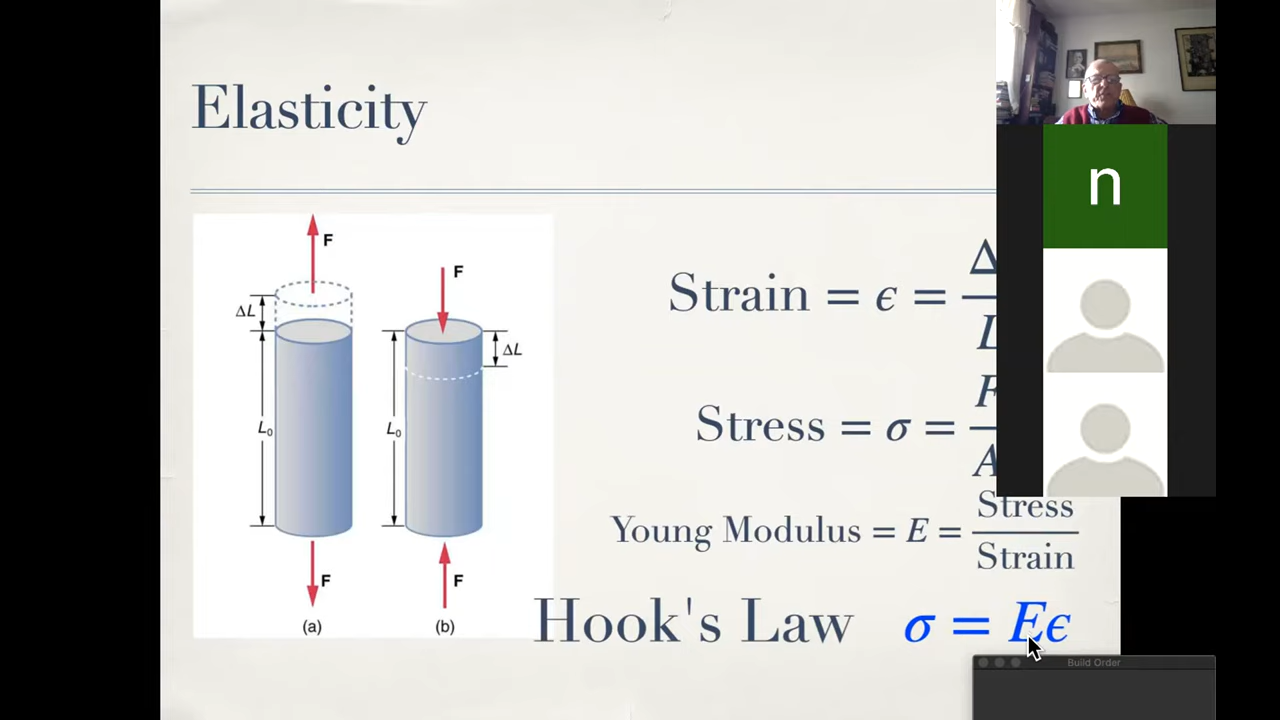 Elasticity
F
F
ΔL
ΔL
L₀
L₀
F
F
(a)
(b)
Strain = ϵ = Δ
L
Stress = σ = F
A
Young Modulus = E = Stress
Strain
Hook's Law σ = Eϵ
n
Build Order